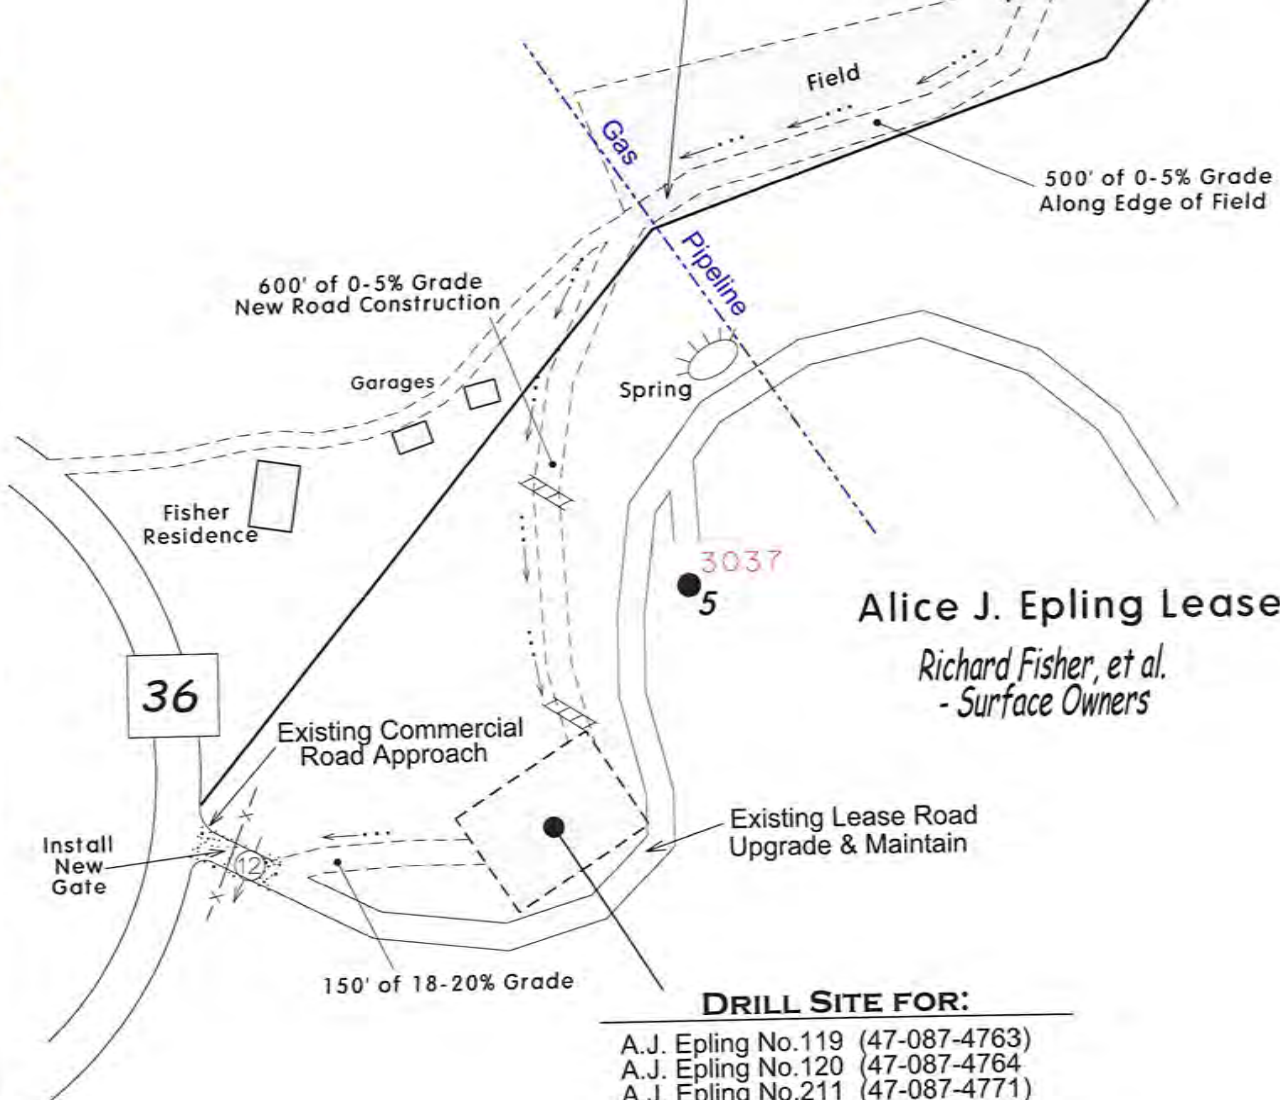 Field
Gas
Pipeline
500' of 0-5% Grade
Along Edge of Field
600' of 0-5% Grade
New Road Construction
Garages
Spring
Fisher
Residence
3037
5
Alice J. Epling Lease
Richard Fisher, et al.
- Surface Owners
36
Existing Commercial
Road Approach
Install
New
Gate
12
Existing Lease Road
Upgrade & Maintain
150' of 18-20% Grade
DRILL SITE FOR:
A.J. Epling No.119 (47-087-4763)
A.J. Epling No.120 (47-087-4764
A.J. Epling No.211 (47-087-4771)